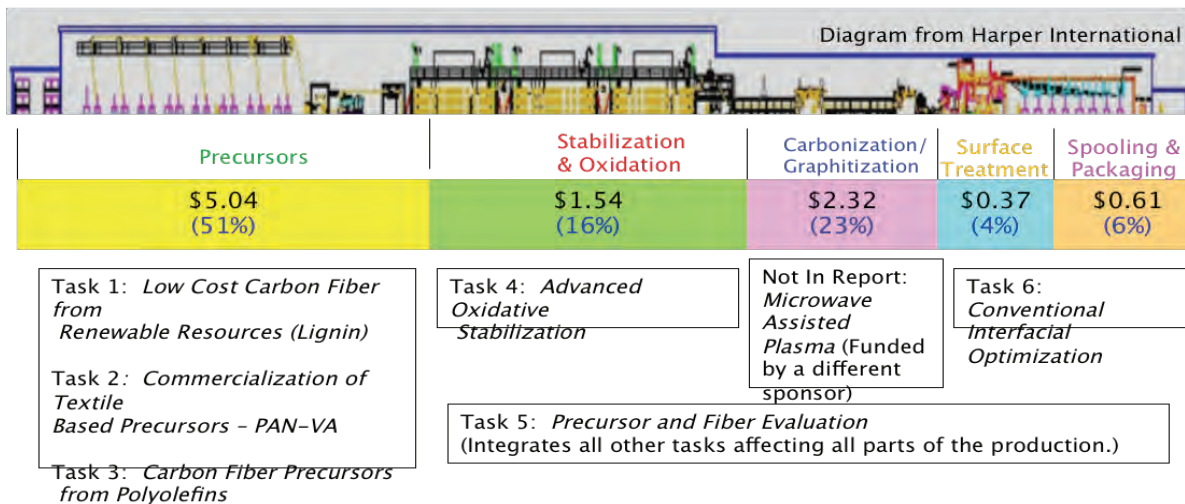 Diagram from Harper International
Precursors
Stabilization
& Oxidation
Carbonization/
Graphitization
Surface
Treatment
Spooling &
Packaging
$5.04
(51%)
$1.54
(16%)
$2.32
(23%)
$0.37
(4%)
$0.61
(6%)
Task 1: Low Cost Carbon Fiber
from
Renewable Resources (Lignin)
Task 2: Commercialization of
Textile
Based Precursors – PAN-VA
Task 3: Carbon Fiber Precursors
from Polyolefins
Task 4: Advanced
Oxidative
Stabilization
Not In Report:
Microwave
Assisted
Plasma (Funded
by a different
sponsor)
Task 6:
Conventional
Interfacial
Optimization
Task 5: Precursor and Fiber Evaluation
(Integrates all other tasks affecting all parts of the production.)